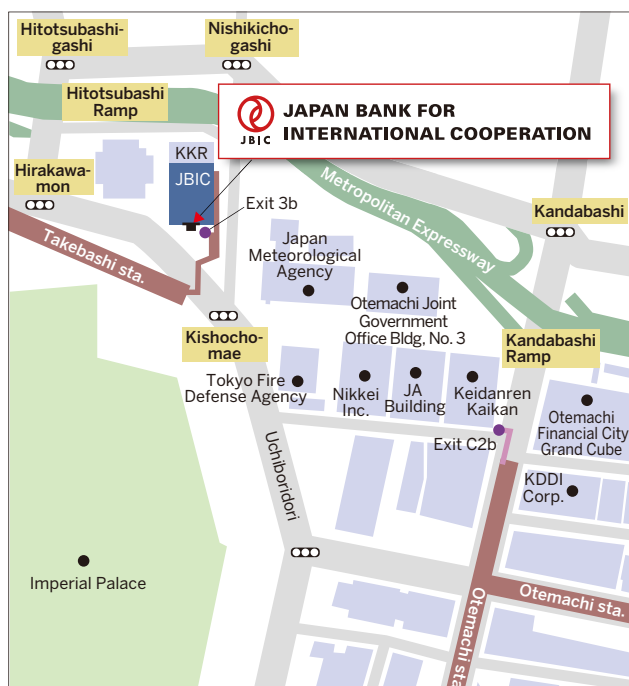 Hitotsubashi-
gashi
Nishikicho-
gashi
Hitotsubashi
Ramp
JBIC
JAPAN BANK FOR
INTERNATIONAL COOPERATION
KKR
JBIC
Hirakawa-
mon
Exit 3b
Takebashi sta.
Metropolitan Expressway
Kandabashi
Japan
Meteorological
Agency
Otemachi Joint
Government
Office Bldg, No. 3
Kishocho-
mae
Kandabashi
Ramp
Tokyo Fire
Defense Agency
Nikkei
Inc.
JA
Building
Keidanren
Kaikan
Otemachi
Financial City
Grand Cube
Exit C2b
Uchiboridori
KDDI
Corp.
Imperial Palace
Otemachi sta.
Otemachi sta.